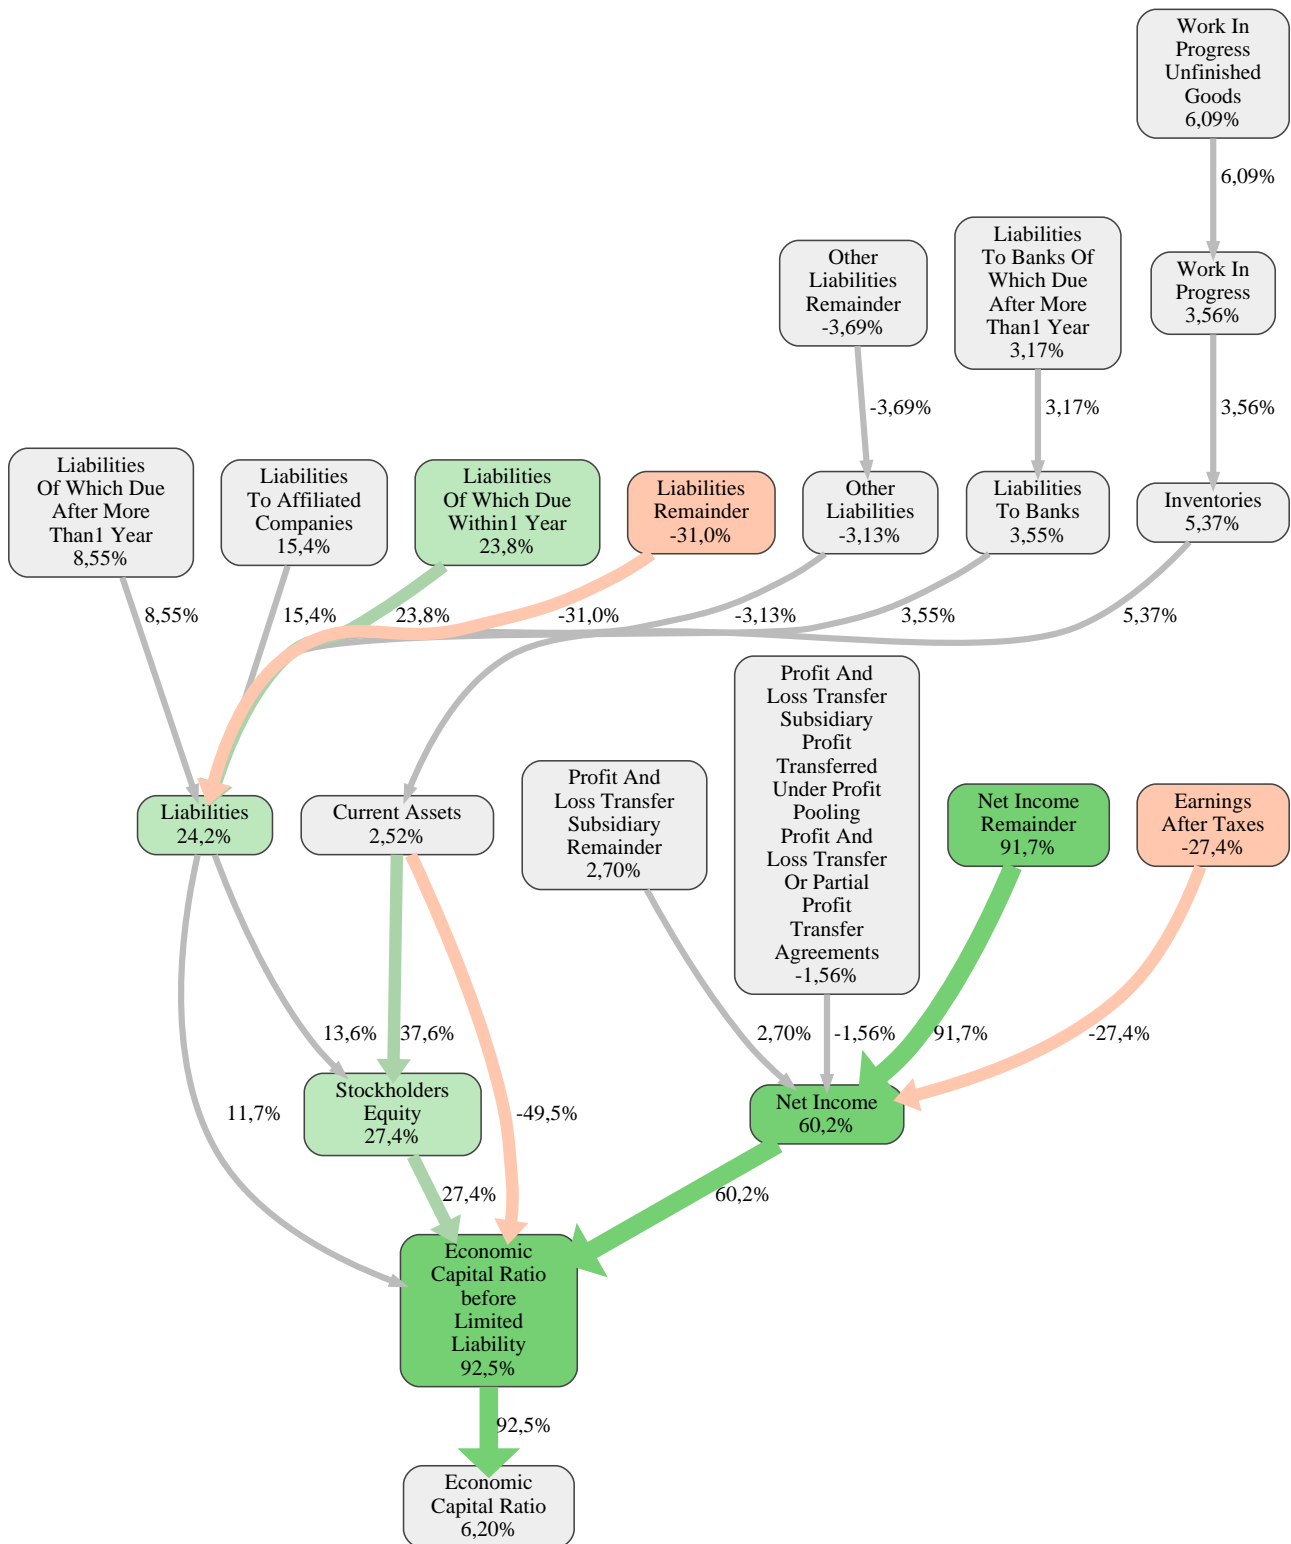 Work In
Progress
Unfinished
Goods
6,09%
6,09%
Other
Liabilities
Remainder
-3,69%
Liabilities
To Banks Of
Which Due
After More
Than1 Year
3,17%
Work In
Progress
3,56%
-3,69%
3,17%
3,56%
Liabilities
Of Which Due
After More
Than1 Year
8,55%
Liabilities
To Affiliated
Companies
15,4%
Liabilities
Of Which Due
Within1 Year
23,8%
Liabilities
Remainder
-31,0%
Other
Liabilities
-3,13%
Liabilities
To Banks
3,55%
Inventories
5,37%
8,55%
15,4%
23,8%
-31,0%
-3,13%
3,55%
5,37%
Liabilities
24,2%
Current Assets
2,52%
Profit And
Loss Transfer
Subsidiary
Remainder
2,70%
Profit And
Loss Transfer
Subsidiary
Profit
Transferred
Under Profit
Pooling
Profit And
Loss Transfer
Or Partial
Profit
Transfer
Agreements
-1,56%
Net Income
Remainder
91,7%
Earnings
After Taxes
-27,4%
13,6%
37,6%
2,70%
-1,56%
91,7%
-27,4%
Stockholders
Equity
27,4%
Net Income
60,2%
11,7%
-49,5%
27,4%
60,2%
Economic
Capital Ratio
before
Limited
Liability
92,5%
92,5%
Economic
Capital Ratio
6,20%